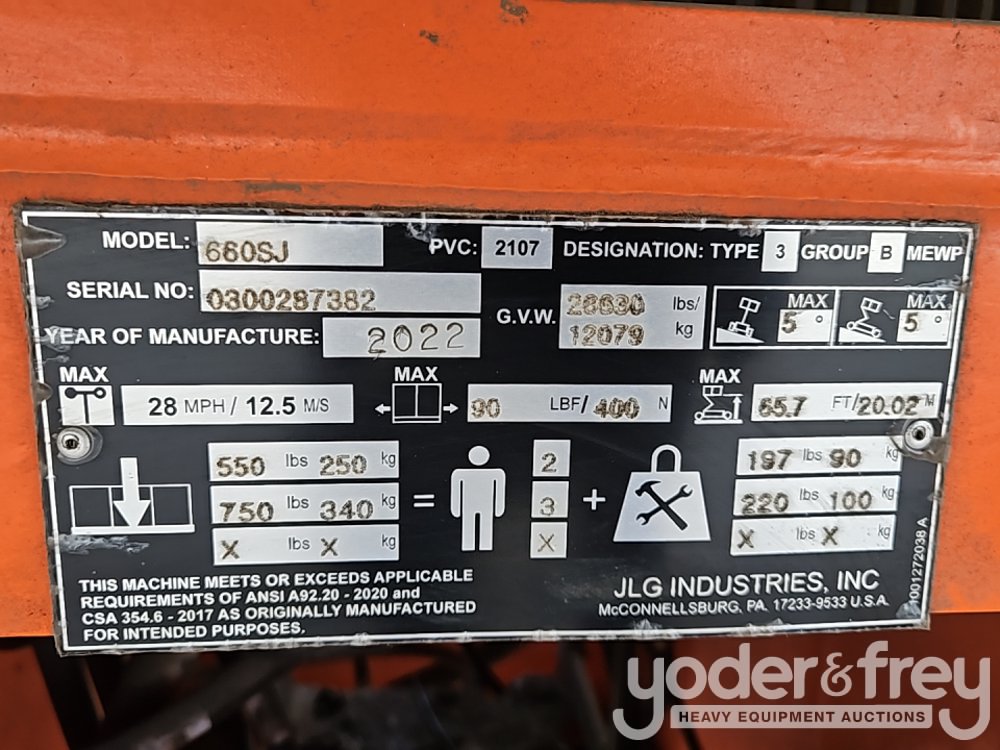 MODEL: 660SJ PVC: 2107 DESIGNATION: TYPE 3 GROUP B MEWP
SERIAL NO: 0300287382
G.V.W. 26630 lbs/
12079 kg
MAX 5° MAX 5°
YEAR OF MANUFACTURE: 2022
MAX MAX MAX
28 MPH / 12.5 M/S 90 LBF/ 400 N 65.7 FT/ 20.02 M
550 lbs 250 kg 2 197 lbs 90 kg
750 lbs 340 kg = 3 + 220 lbs 100 kg
X lbs X kg X X lbs X kg
THIS MACHINE MEETS OR EXCEEDS APPLICABLE
REQUIREMENTS OF ANSI A92.20 - 2020 and
CSA 354.6 - 2017 AS ORIGINALLY MANUFACTURED
FOR INTENDED PURPOSES.
JLG INDUSTRIES, INC
McCONNELLSBURG, PA. 17233-9533 U.S.A.
1001272038 A
yoder&frey
HEAVY EQUIPMENT AUCTIONS